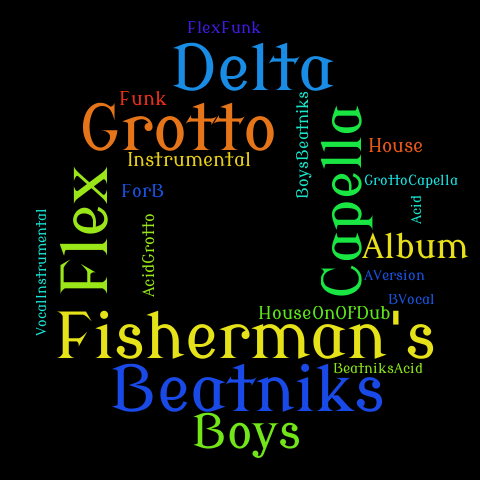 FlexFunk
Delta
Funk
Grotto
Instrumental
BoysBeatniks
Capella
House
GrottoCapella
ForB
Acid
Flex
VocalInstrumental
AcidGrotto
Album
AVersion
BVocal
HouseOnOfDub
Fisherman's
BeatniksAcid
Beatniks
Boys